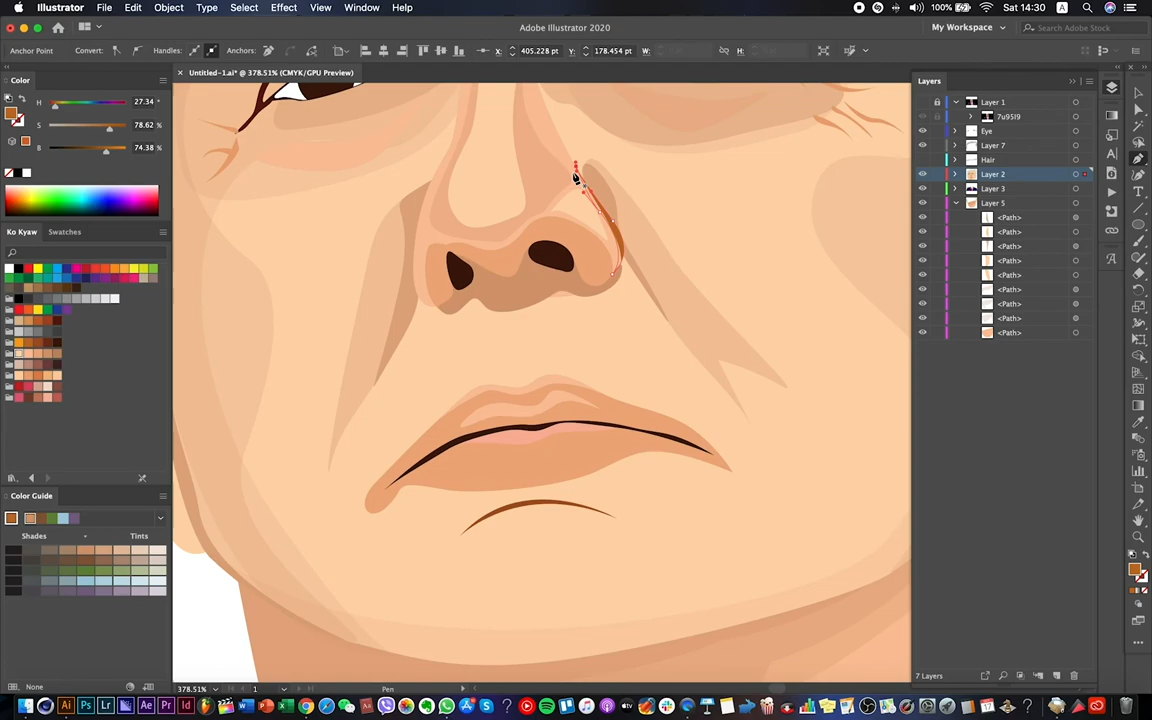 Illustrator File Edit Object Type Select Effect View Window Help
100% Sat 14:30 A
Adobe Illustrator 2020
My Workspace
Search Adobe Stock
Anchor Point Convert: Handles: Anchors: X: 405.228 pt Y: 178.454 pt W: H:
Untitled-1.ai* @ 378.51% (CMYK/GPU Preview)
Color
H 27.34 °
S 78.62 %
B 74.38 %
Ko Kyaw Swatches
None
Color Guide
Shades Tints
None
378.51% 1 Pen
Layers
Layer 1
7u95l9
Eye
Layer 7
Hair
Layer 2
Layer 3
Layer 5
<Path>
<Path>
<Path>
<Path>
<Path>
<Path>
<Path>
<Path>
<Path>
7 Layers